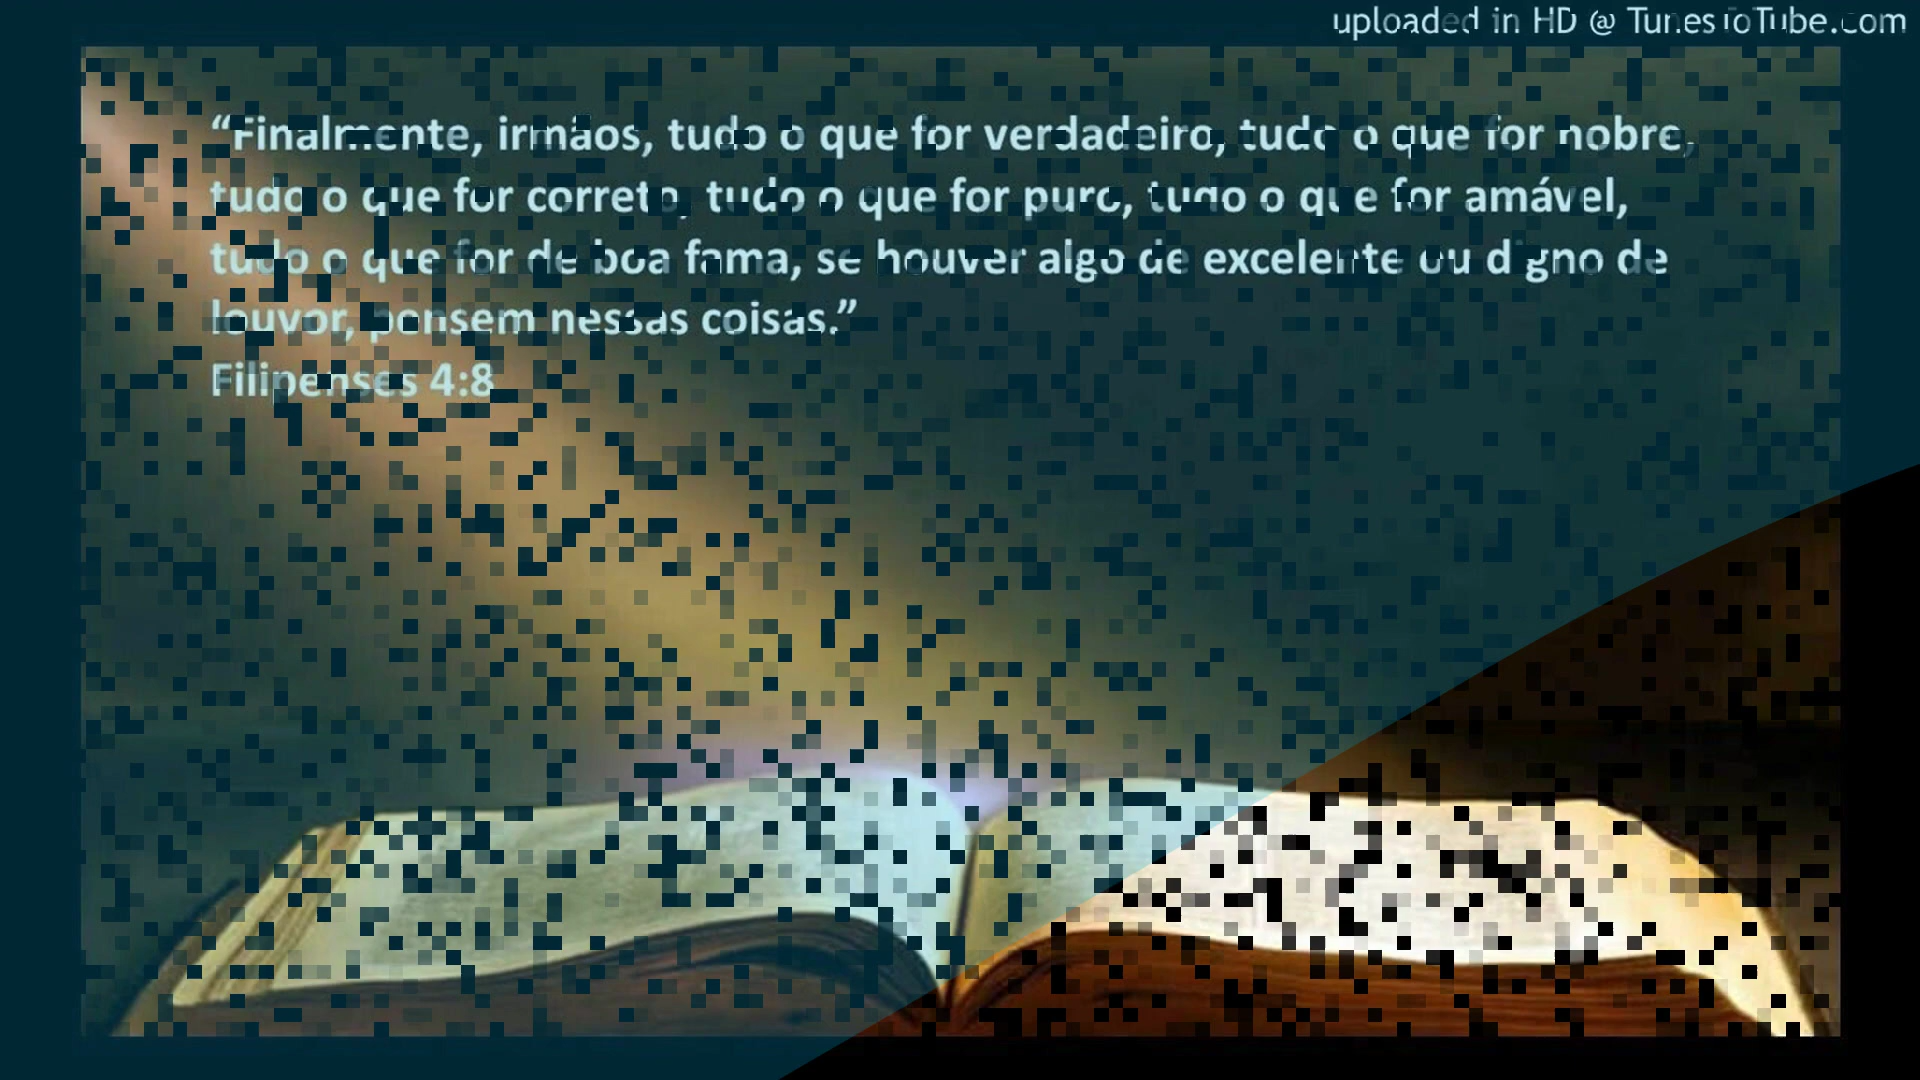 uploaded in HD @ TunesToTube.com
“Finalmente, irmãos, tudo o que for verdadeiro, tudo o que for nobre,
tudo o que for correto, tudo o que for puro, tudo o que for amável,
tudo o que for de boa fama, se houver algo de excelente ou digno de
louvor, pensem nessas coisas.”
Filipenses 4:8